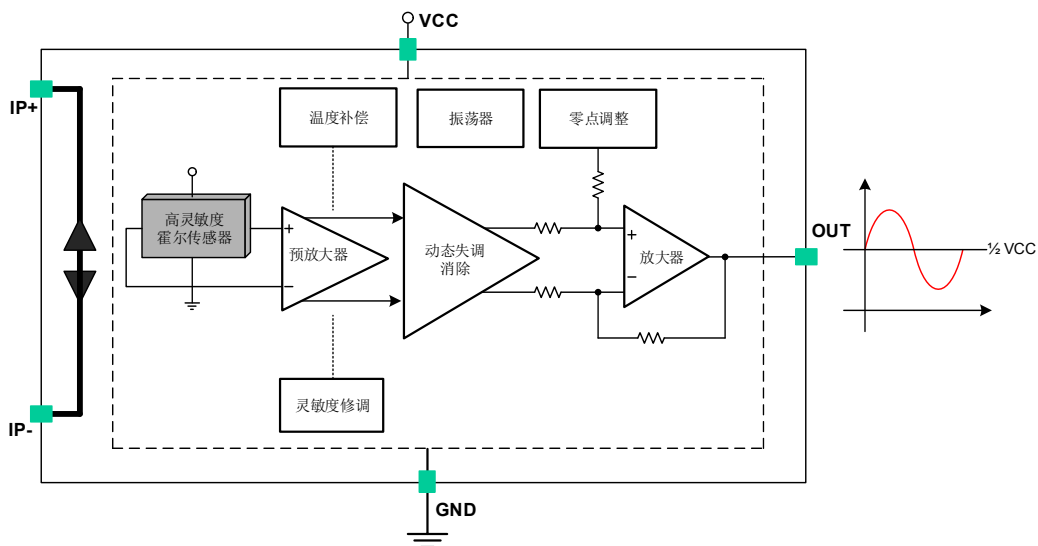 VCC
IP+
温度补偿
振荡器
零点调整
高灵敏度
霍尔传感器
+
−
预放大器
动态失调
消除
+
−
放大器
OUT
½ VCC
灵敏度修调
IP-
GND